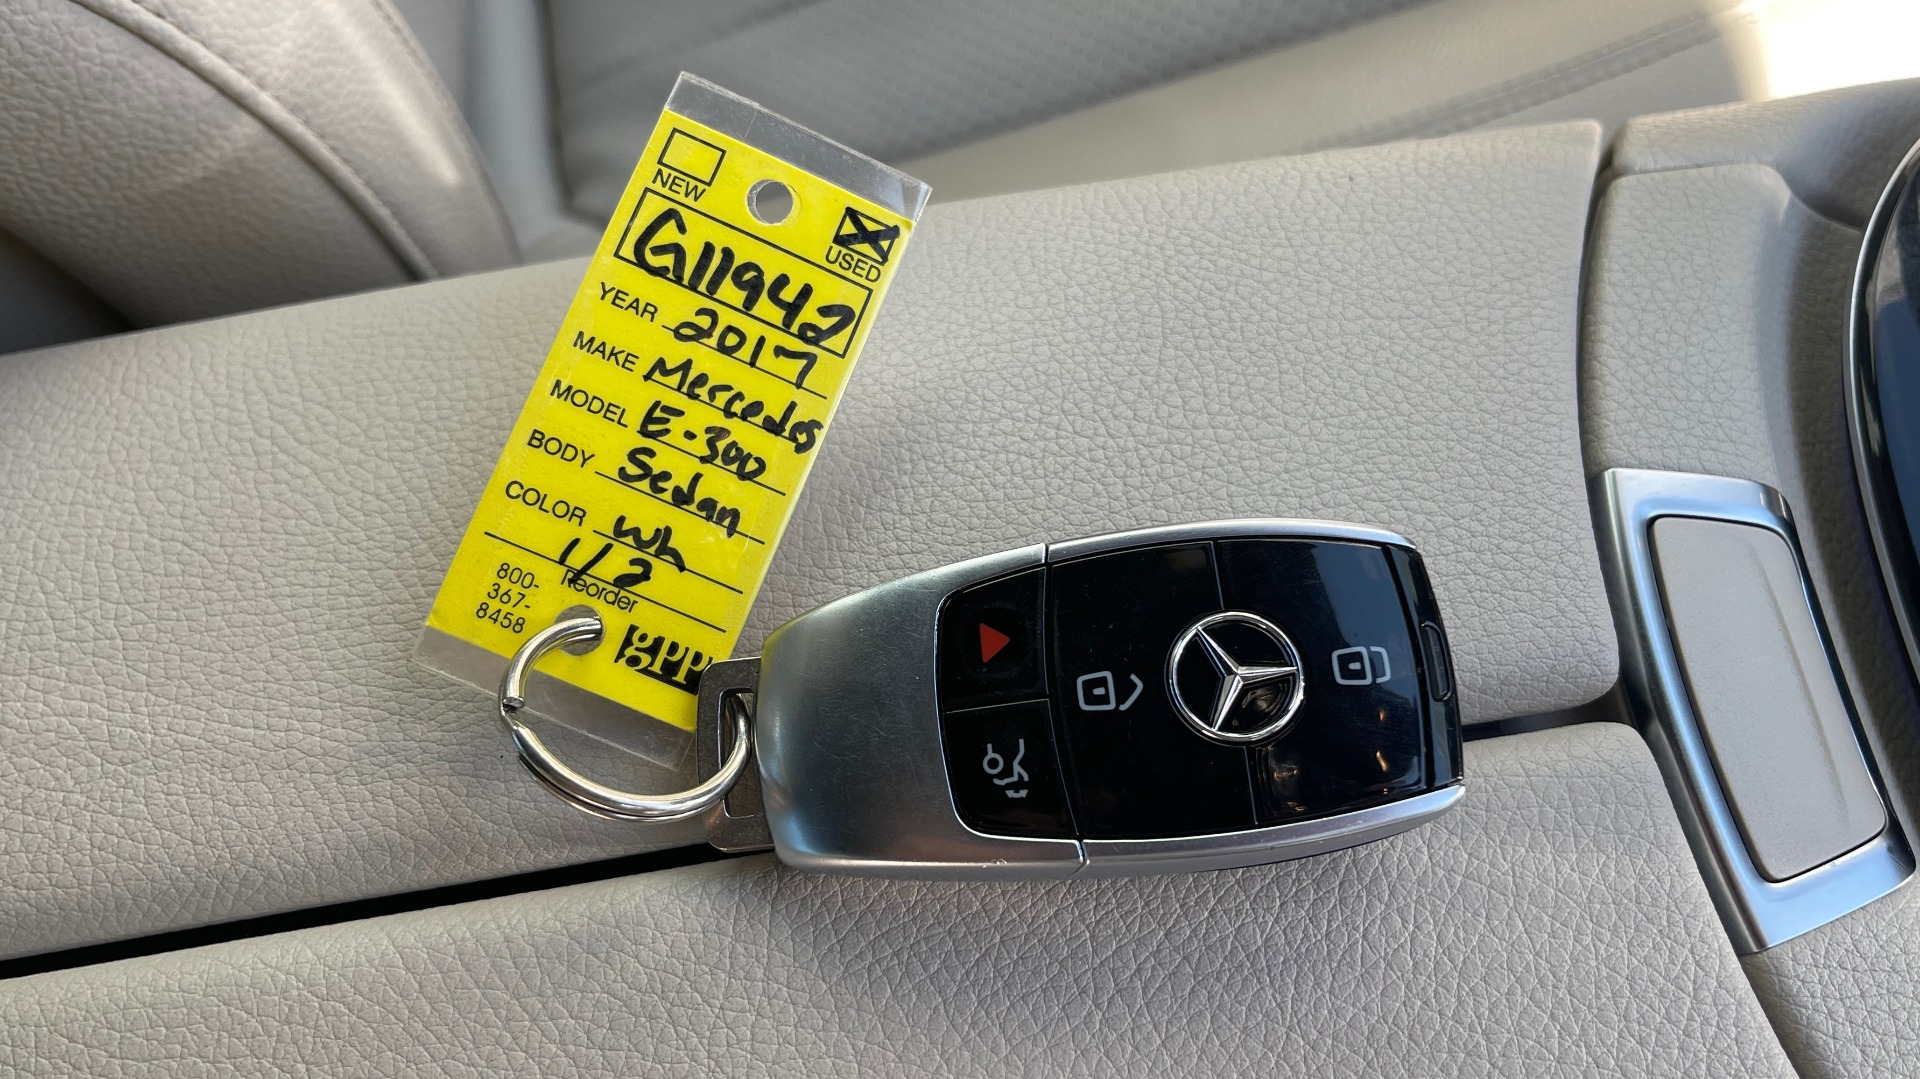 NEW
USED
G11942
YEAR 2017
MAKE Mercedes
MODEL E-300
BODY Sedan
COLOR wh
1/2
800-
367-
8458
Reorder
gpp